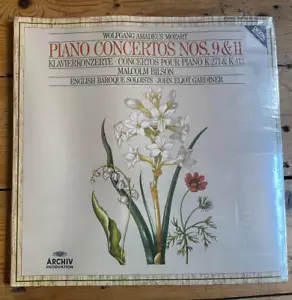 WOLFGANG AMADEUS MOZART
PIANO CONCERTOS NOS. 9 & 11
KLAVIERKONZERTE · CONCERTOS POUR PIANO K.271 & K.413
MALCOLM BILSON
ENGLISH BAROQUE SOLOISTS · JOHN ELIOT GARDINER
ARCHIV
PRODUKTION